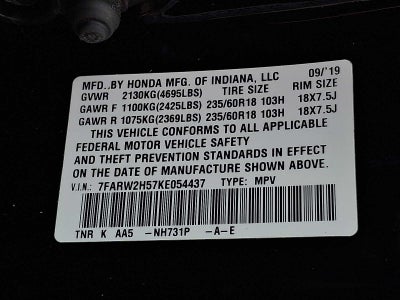 MFD., BY HONDA MFG. OF INDIANA, LLC 09/'19
GVWR 2130KG(4695LBS) TIRE SIZE RIM SIZE
GAWR F 1100KG(2425LBS) 235/60R18 103H 18X7.5J
GAWR R 1075KG(2369LBS) 235/60R18 103H 18X7.5J
THIS VEHICLE CONFORMS TO ALL APPLICABLE
FEDERAL MOTOR VEHICLE SAFETY
AND THEFT PREVENTION STANDARDS IN EFFECT
ON THE DATE OF MANUFACTURE SHOWN ABOVE.
V.I.N.: 7FARW2H57KE054437 TYPE: MPV
TNR K AA5 -NH731P -A-E